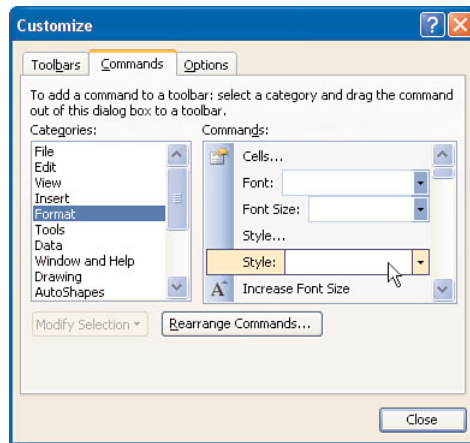 Customize
Toolbars Commands Options
To add a command to a toolbar: select a category and drag the command
out of this dialog box to a toolbar.
Categories:
File
Edit
View
Insert
Format
Tools
Data
Window and Help
Drawing
AutoShapes
Commands:
Cells...
Font:
Font Size:
Style...
Style:
A Increase Font Size
Modify Selection
Rearrange Commands...
Close